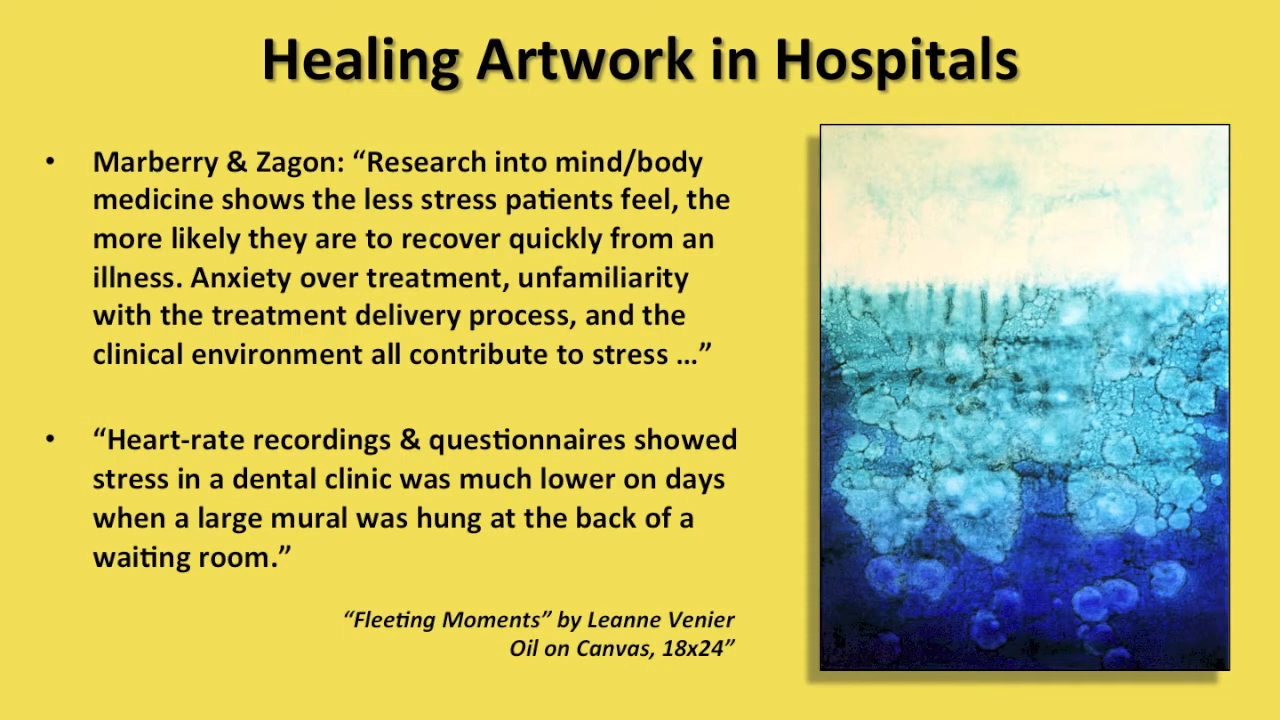 Healing Artwork in Hospitals
• Marberry & Zagon: “Research into mind/body
medicine shows the less stress patients feel, the
more likely they are to recover quickly from an
illness. Anxiety over treatment, unfamiliarity
with the treatment delivery process, and the
clinical environment all contribute to stress …”
• “Heart-rate recordings & questionnaires showed
stress in a dental clinic was much lower on days
when a large mural was hung at the back of a
waiting room.”
“Fleeting Moments” by Leanne Venier
Oil on Canvas, 18x24”